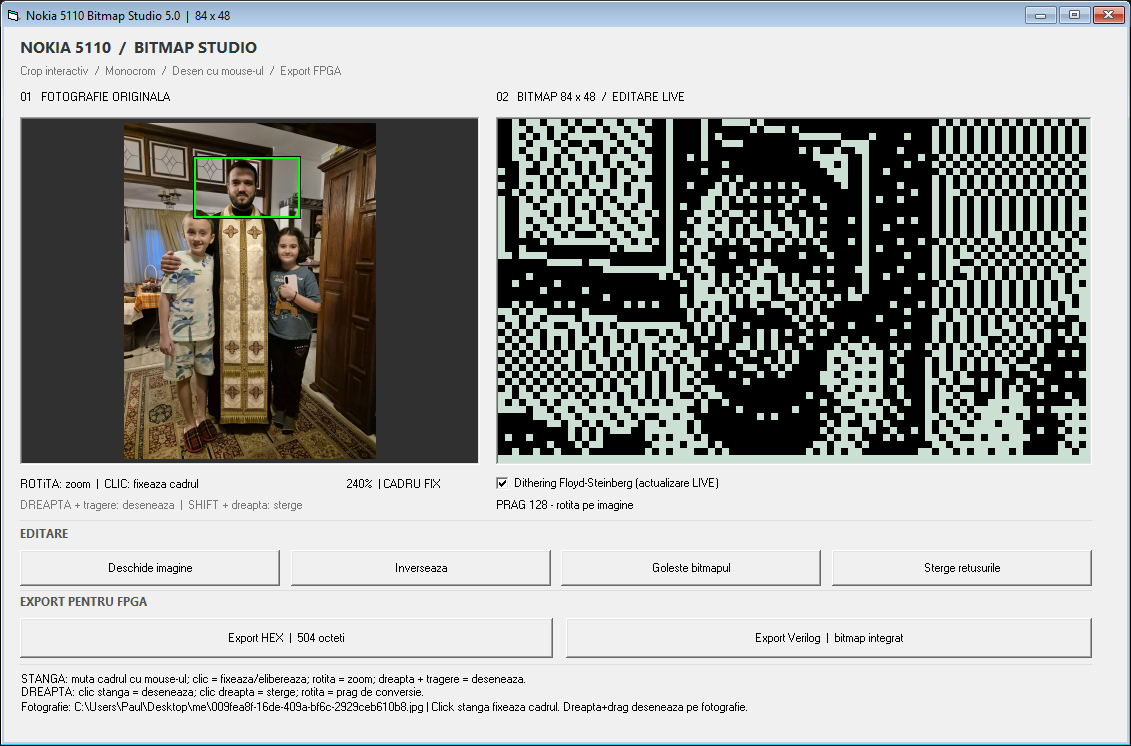 Nokia 5110 Bitmap Studio 5.0 | 84 x 48
NOKIA 5110 / BITMAP STUDIO
Crop interactiv / Monocrom / Desen cu mouse-ul / Export FPGA
01 FOTOGRAFIE ORIGINALA
02 BITMAP 84 x 48 / EDITARE LIVE
ROTiTA: zoom | CLIC: fixeaza cadrul
240% | CADRU FIX
Dithering Floyd-Steinberg (actualizare LIVE)
DREAPTA + tragere: deseneaza | SHIFT + dreapta: sterge
PRAG 128 - rotita pe imagine
EDITARE
Deschide imagine
Inverseaza
Goleste bitmapul
Sterge retusurile
EXPORT PENTRU FPGA
Export HEX | 504 octeti
Export Verilog | bitmap integrat
STANGA: muta cadrul cu mouse-ul; clic = fixeaza/elibereaza; rotita = zoom; dreapta + tragere = deseneaza.
DREAPTA: clic stanga = deseneaza; clic dreapta = sterge; rotita = prag de conversie.
Fotografie: C:\Users\Paul\Desktop\me\009fea8f-16de-409a-bf6c-2929ceb610b8.jpg | Click stanga fixeaza cadrul. Dreapta+drag deseneaza pe fotografie.